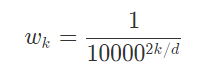 w_k = \frac{1}{10000^{2k/d}}